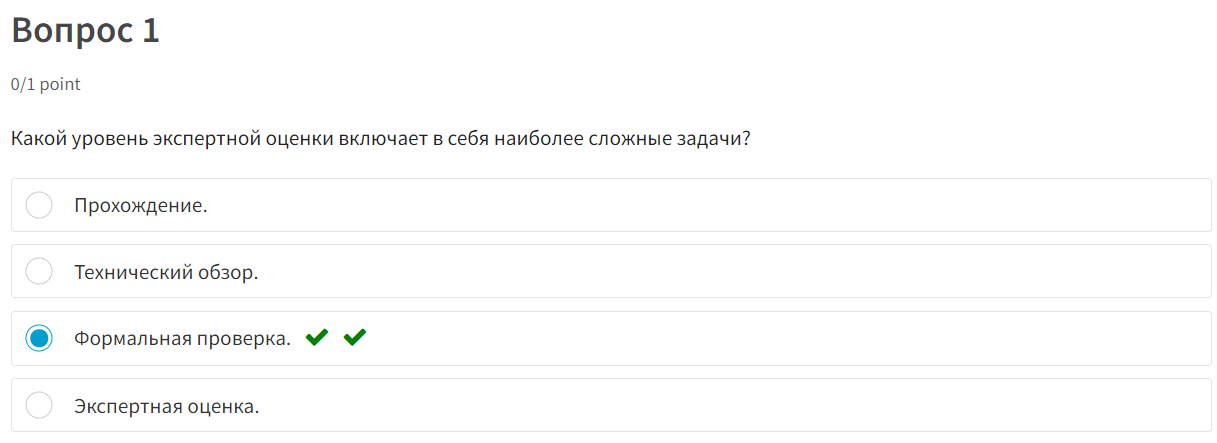 Вопрос 1
0/1 point
Какой уровень экспертной оценки включает в себя наиболее сложные задачи?
Прохождение.
Технический обзор.
Формальная проверка.
Экспертная оценка.